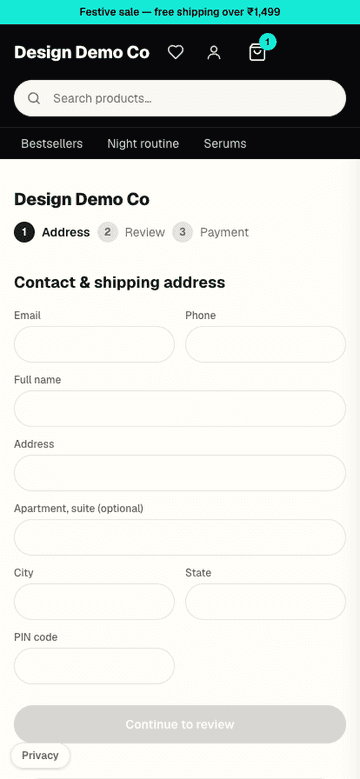 Festive sale — free shipping over ₹1,499
Design Demo Co
1
Search products...
Bestsellers Night routine Serums
Design Demo Co
1 Address 2 Review 3 Payment
Contact & shipping address
Email Phone
Full name
Address
Apartment, suite (optional)
City State
PIN code
Continue to review
Privacy